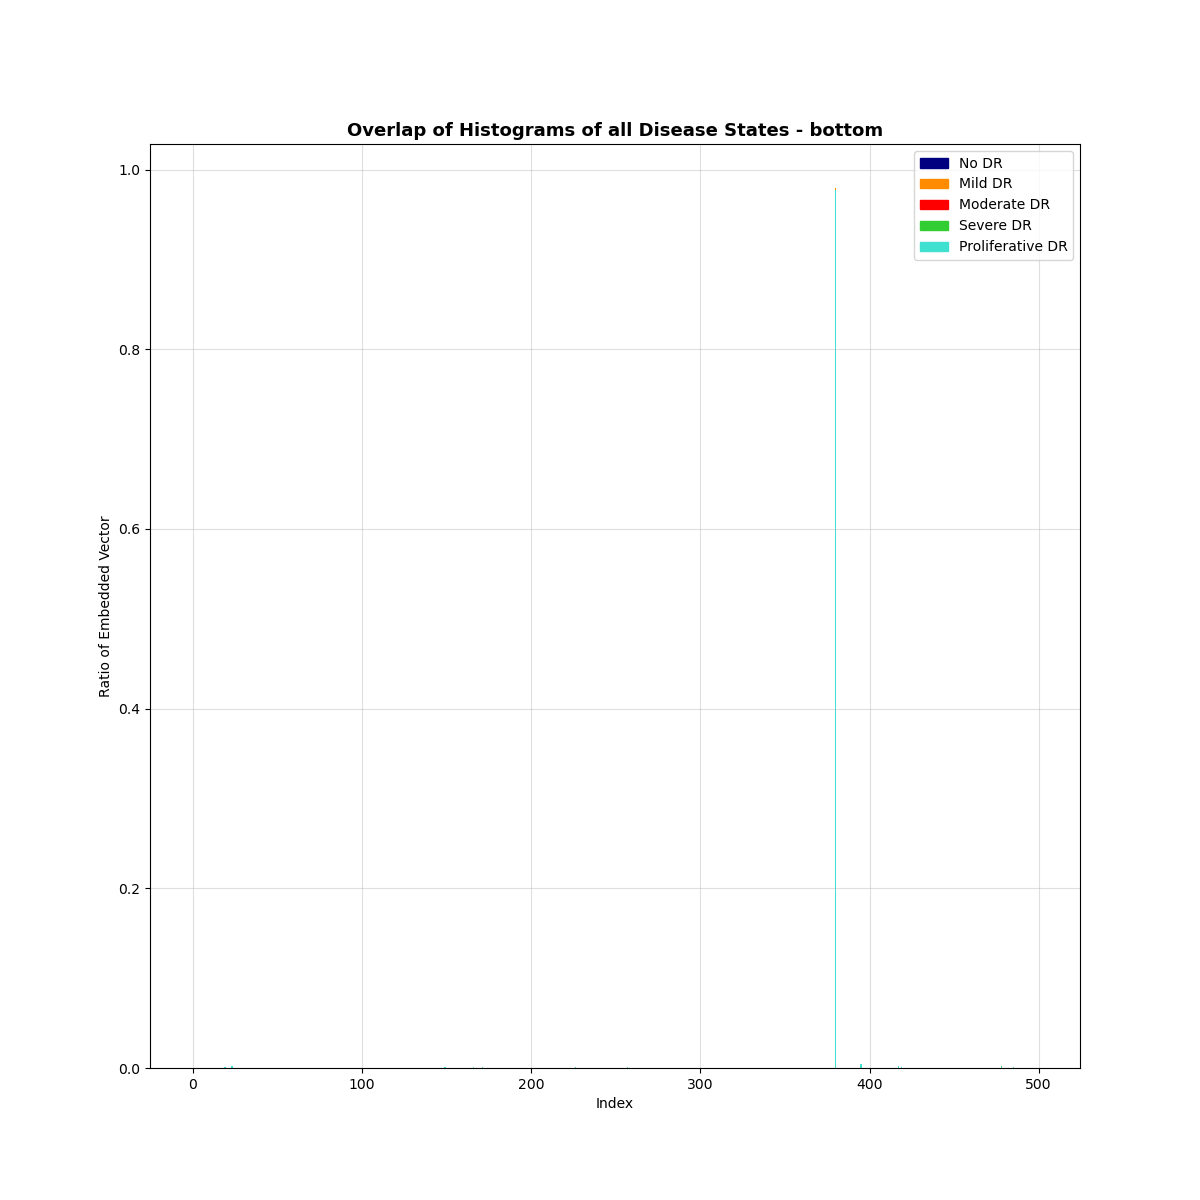 Overlap of Histograms of all Disease States - bottom
No DR
Mild DR
Moderate DR
Severe DR
Proliferative DR
1.0
0.8
0.6
0.4
0.2
0.0
Ratio of Embedded Vector
0 100 200 300 400 500
Index